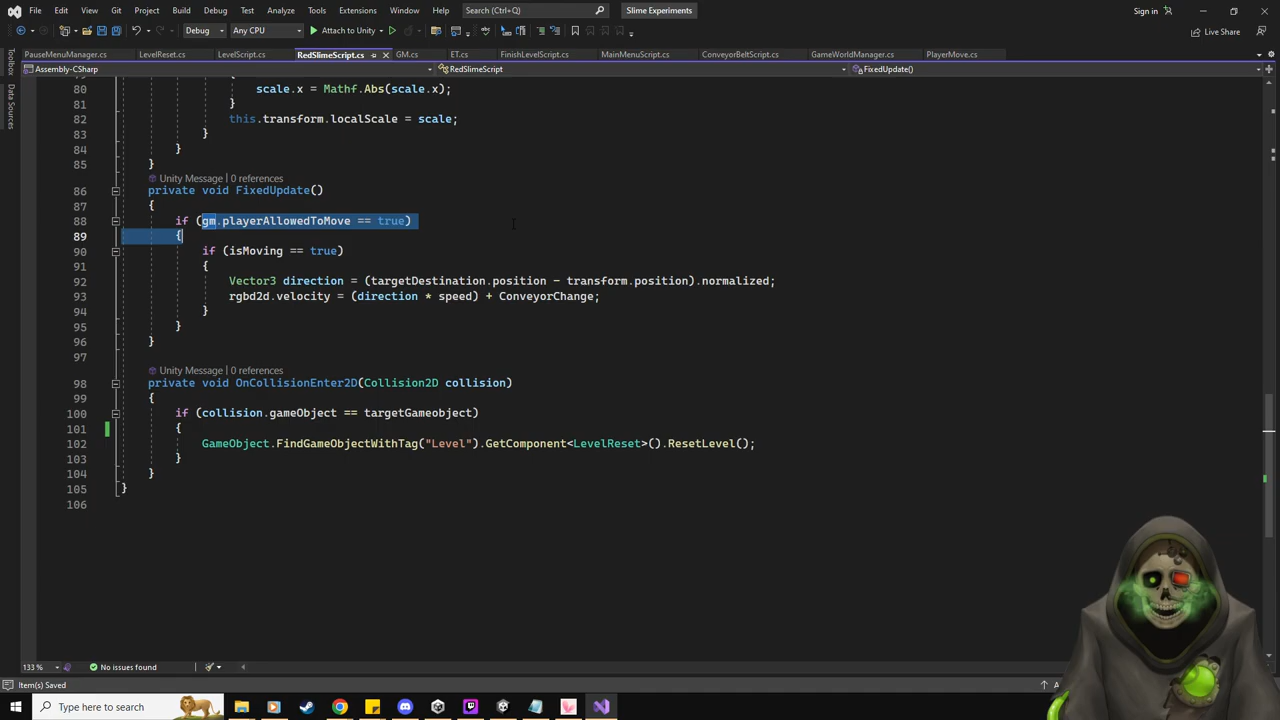 File Edit View Git Project Build Debug Test Analyze Tools Extensions Window Help Search (Ctrl+Q) Slime Experiments Sign in
Debug Any CPU Attach to Unity Live Share
PauseMenuManager.cs LevelReset.cs LevelScript.cs RedSlimeScript.cs GM.cs ET.cs FinishLevelScript.cs MainMenuScript.cs ConveyorBeltScript.cs GameWorldManager.cs PlayerMove.cs
Toolbox
Data Sources
Assembly-CSharp RedSlimeScript FixedUpdate()
80 scale.x = Mathf.Abs(scale.x);
81 }
82 this.transform.localScale = scale;
83 }
84 }
85 }
Unity Message | 0 references
86 private void FixedUpdate()
87 {
88 if (gm.playerAllowedToMove == true)
89 {
90 if (isMoving == true)
91 {
92 Vector3 direction = (targetDestination.position - transform.position).normalized;
93 rgbd2d.velocity = (direction * speed) + ConveyorChange;
94 }
95 }
96 }
97
Unity Message | 0 references
98 private void OnCollisionEnter2D(Collision2D collision)
99 {
100 if (collision.gameObject == targetGameobject)
101 {
102 GameObject.FindGameObjectWithTag("Level").GetComponent<LevelReset>().ResetLevel();
103 }
104 }
105 }
106
133 % No issues found
Item(s) Saved
Type here to search